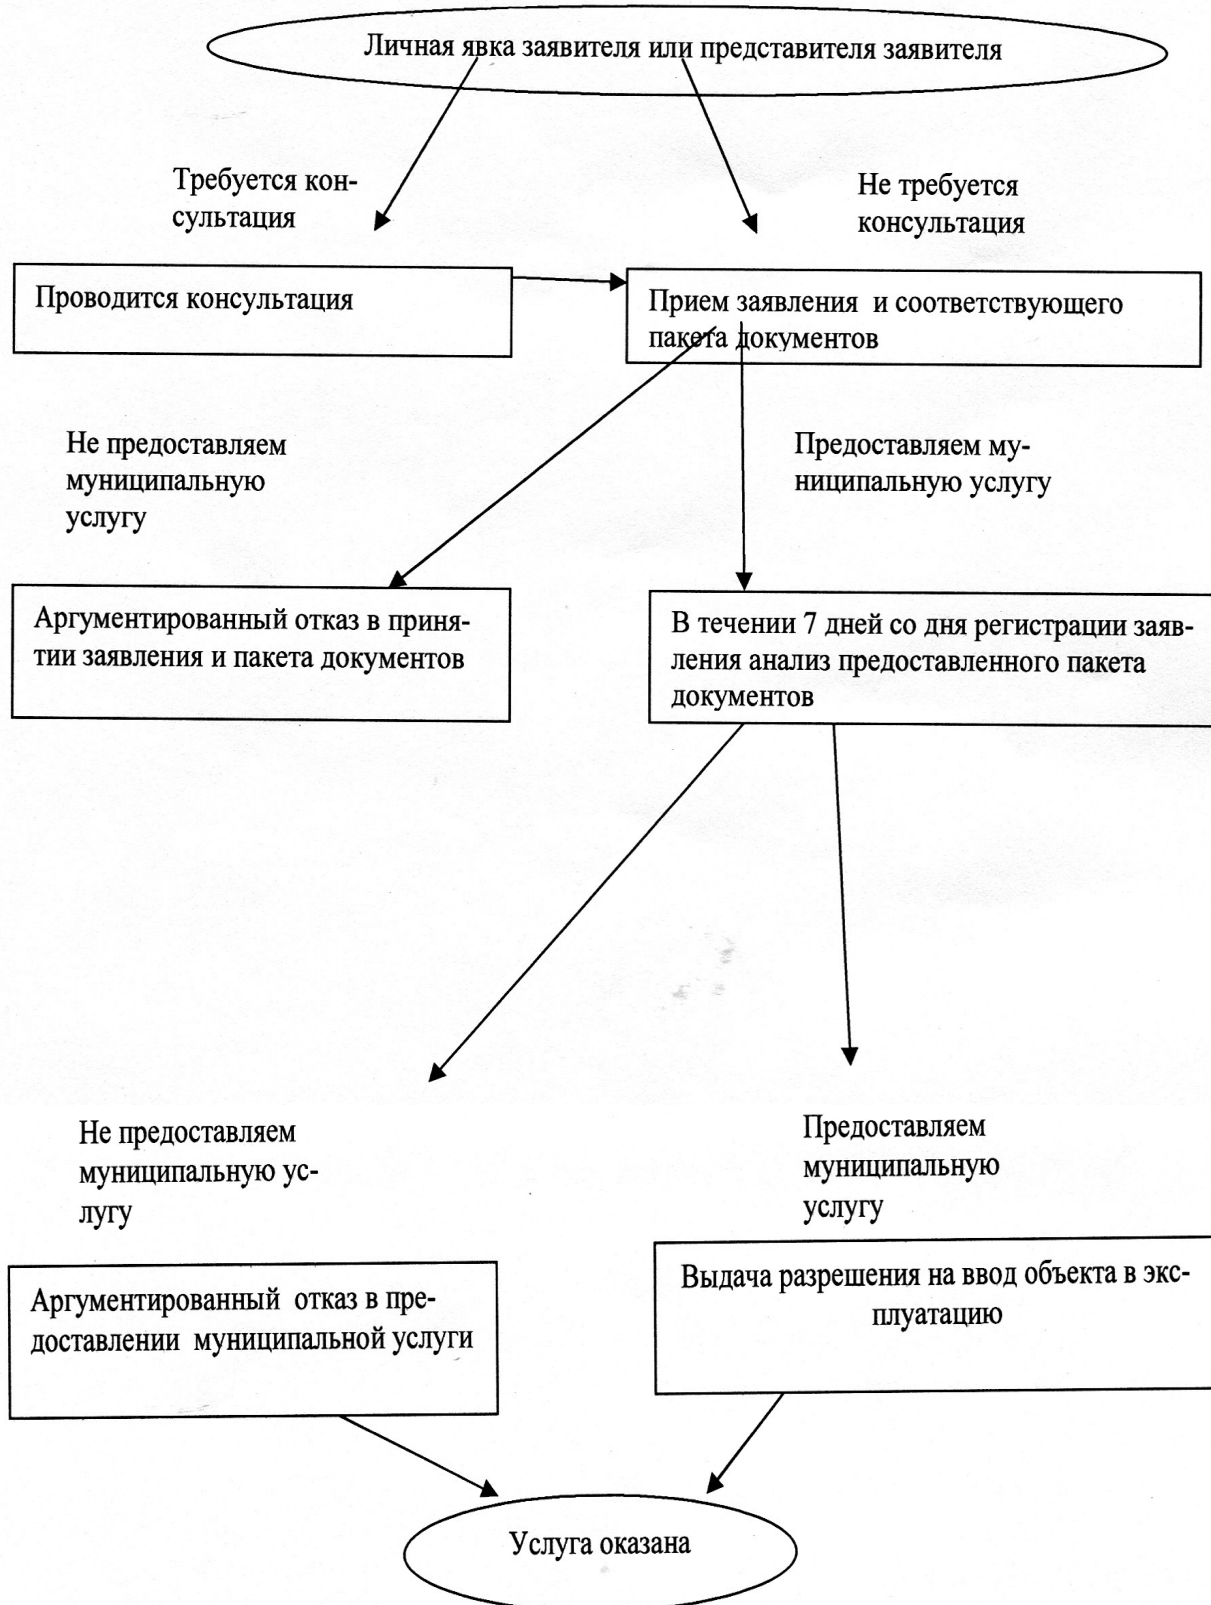 Личная явка заявителя или представителя заявителя
Требуется кон-
сультация
Не требуется
консультация
Проводится консультация
Прием заявления и соответствующего
пакета документов
Не предоставляем
муниципальную
услугу
Предоставляем му-
ниципальную услугу
Аргументированный отказ в приня-
тии заявления и пакета документов
В течении 7 дней со дня регистрации заяв-
ления анализ предоставленного пакета
документов
Не предоставляем
муниципальную ус-
лугу
Предоставляем
муниципальную
услугу
Аргументированный отказ в пре-
доставлении муниципальной услуги
Выдача разрешения на ввод объекта в экс-
плуатацию
Услуга оказана